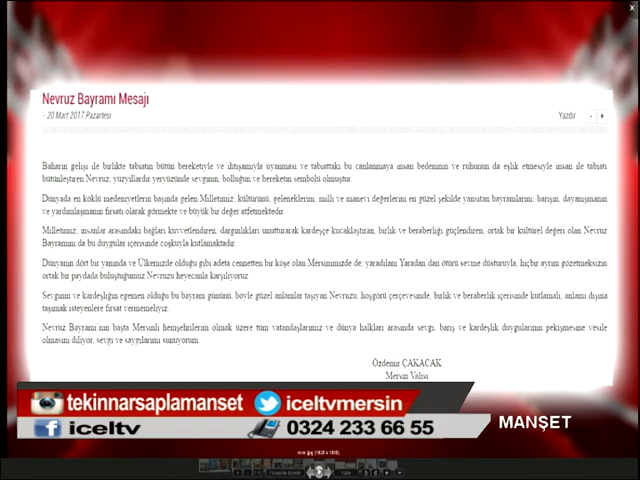 Nevruz Bayramı Mesajı
- 20 Mart 2017 Pazartesi
Yazdır - +
Baharın gelişi ile birlikte tabiatın bütün bereketiyle ve ihtişamıyla uyanması ve tabiattaki bu canlanmaya insan bedeninin ve ruhunun da eşlik etmesiyle insan ile tabiatı
bütünleştiren Nevruz; yüzyıllardır yeryüzünde sevginin, bolluğun ve bereketin sembolü olmuştur.
Dünyada en köklü medeniyetlerin başında gelen Milletimiz; kültürünü, geleneklerini, milli ve manevi değerlerini en güzel şekilde yansıtan bayramlarını; barışın, dayanışmanın
ve yardımlaşmanın fırsatı olarak görmekte ve büyük bir değer atfetmektedir.
Milletimiz; insanlar arasındaki bağları kuvvetlendiren, dargınlıkları unutturarak kardeşçe kucaklaştıran, birlik ve beraberliği güçlendiren, ortak bir kültürel değeri olan Nevruz
Bayramını da bu duygular içerisinde coşkuyla kutlamaktadır.
Dünyanın dört bir yanında ve Ülkemizde olduğu gibi adeta cennetten bir köşe olan Mersinimizde de; yaradılanı Yaradan'dan ötürü sevme düsturuyla, hiçbir ayrım gözetmeksizin
ortak bir paydada buluştuğumuz Nevruzu heyecanla karşılıyoruz.
Sevginin ve kardeşliğin egemen olduğu bu bayram gününü, böyle güzel anlamlar taşıyan Nevruzu, hoşgörü çerçevesinde, birlik ve beraberlik içerisinde kutlamalı, anlamı dışına
taşımak isteyenlere fırsat vermemeliyiz.
Nevruz Bayramı'nın başta Mersinli hemşehrilerim olmak üzere tüm vatandaşlarımız ve dünya halkları arasında sevgi, barış ve kardeşlik duygularının pekişmesine vesile
olmasını diliyor, sevgi ve saygılarımı sunuyorum.
Özdemir ÇAKACAK
Mersin Valisi
tekinnarsaplamanset iceltvmersin
iceltv 0324 233 66 55
MANŞET